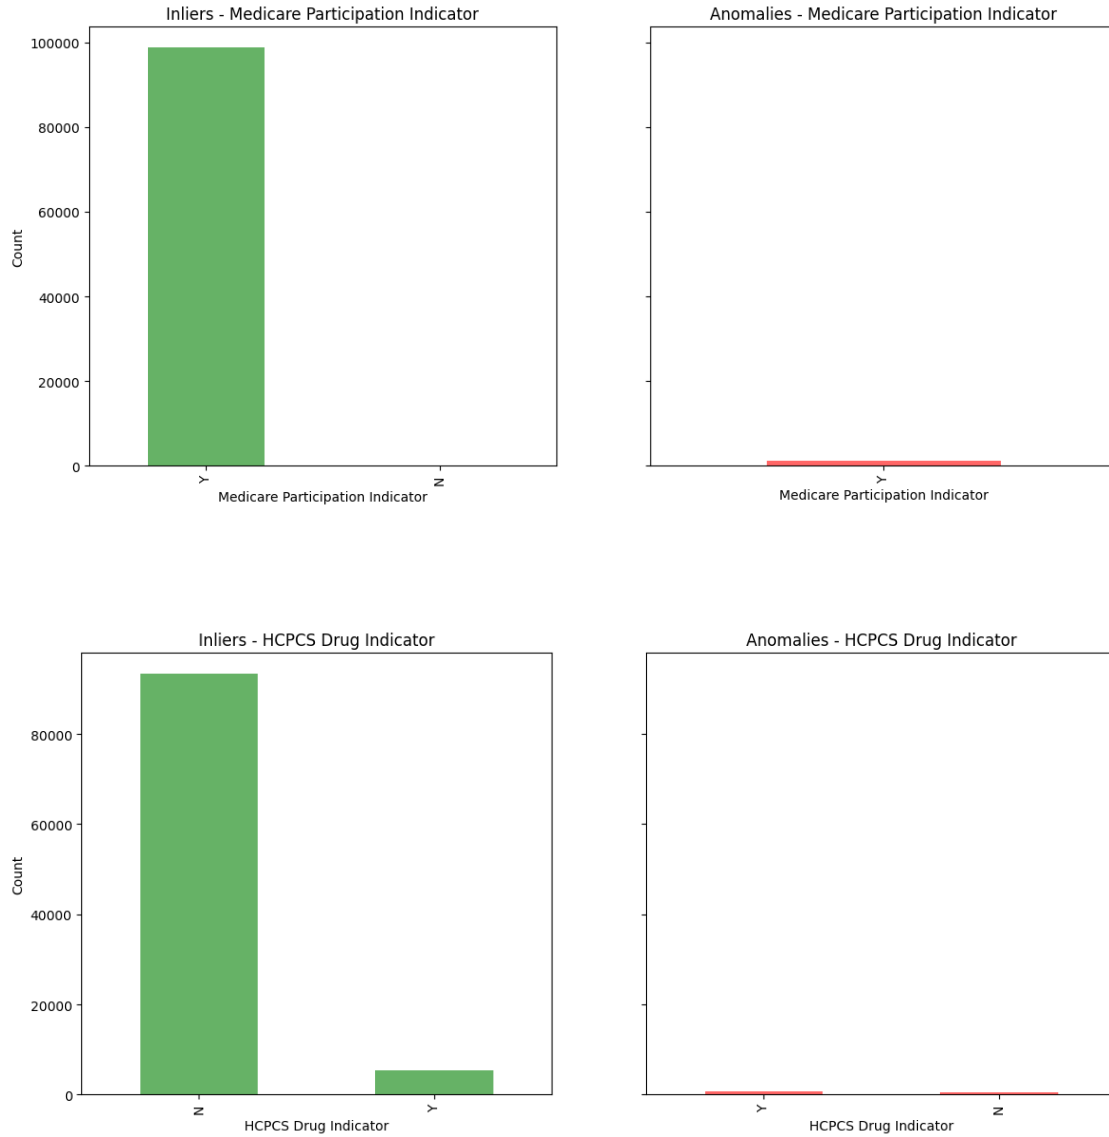 Inliers - Medicare Participation Indicator
100000
80000
60000
40000
20000
0
Count
Y
N
Medicare Participation Indicator
Anomalies - Medicare Participation Indicator
Y
Medicare Participation Indicator
Inliers - HCPCS Drug Indicator
80000
60000
40000
20000
0
Count
N
Y
HCPCS Drug Indicator
Anomalies - HCPCS Drug Indicator
Y
N
HCPCS Drug Indicator